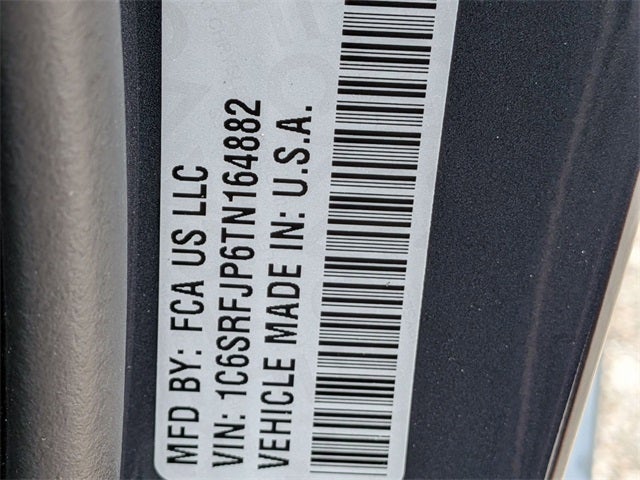 MFD BY: FCA US LLC
VIN: 1C6SRFJP6TN164882
VEHICLE MADE IN: U.S.A.